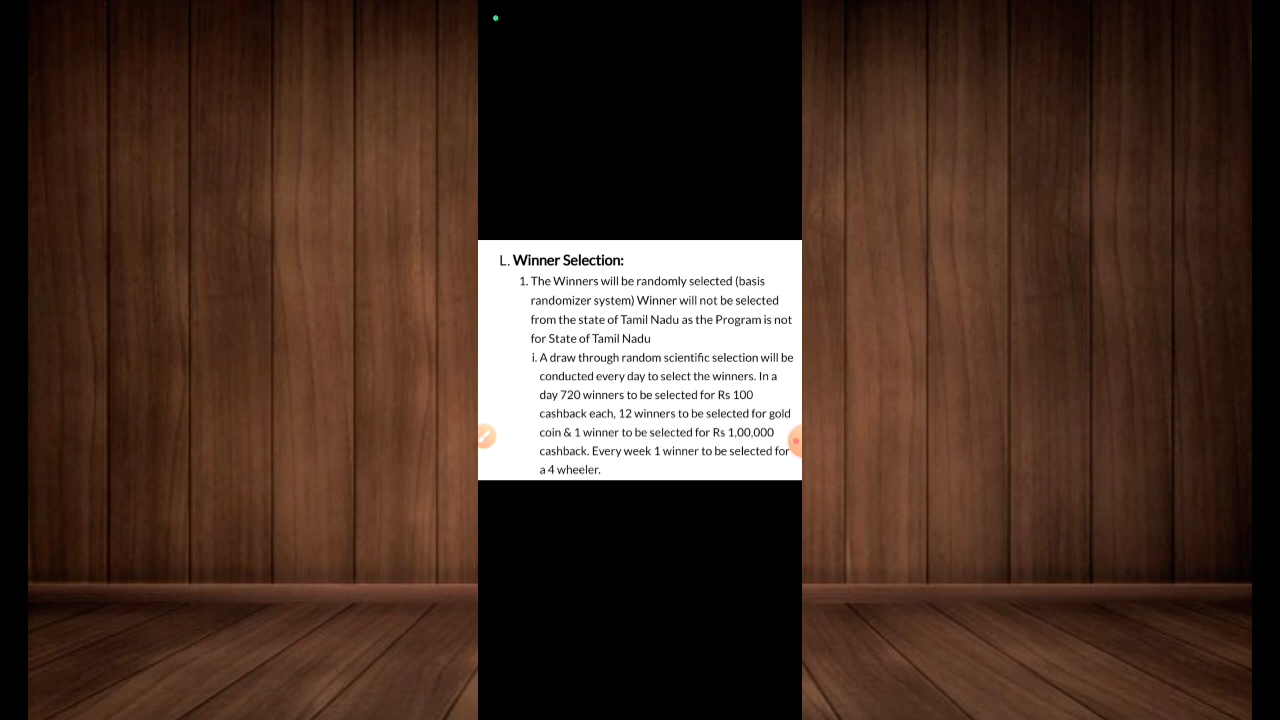 L. Winner Selection:
1. The Winners will be randomly selected (basis
randomizer system) Winner will not be selected
from the state of Tamil Nadu as the Program is not
for State of Tamil Nadu
i. A draw through random scientific selection will be
conducted every day to select the winners. In a
day 720 winners to be selected for Rs 100
cashback each, 12 winners to be selected for gold
coin & 1 winner to be selected for Rs 1,00,000
cashback. Every week 1 winner to be selected for
a 4 wheeler.